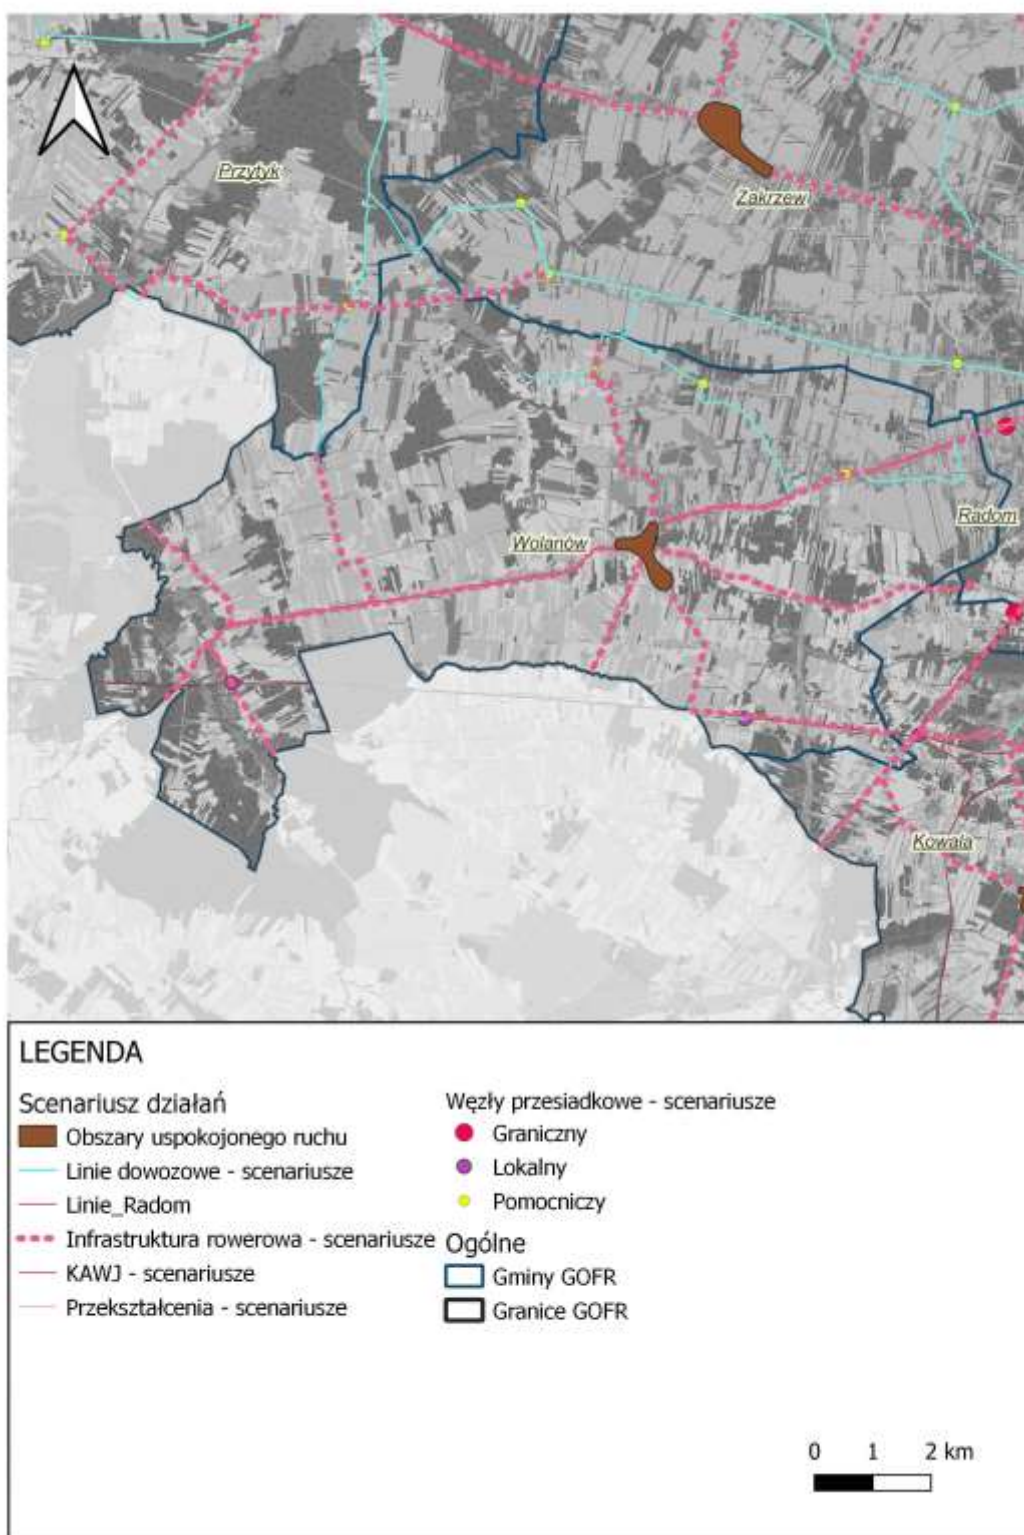 Przytyk
Zakrzew
Wolanów
Radom
Kowala
LEGENDA
Scenariusz działań
Obszary uspokojonego ruchu
Linie dowozowe - scenariusze
Linie_Radom
Infrastruktura rowerowa - scenariusze
KAWJ - scenariusze
Przekształcenia - scenariusze
Węzły przesiadkowe - scenariusze
Graniczny
Lokalny
Pomocniczy
Ogólne
Gminy GOFR
Granice GOFR
0 1 2 km